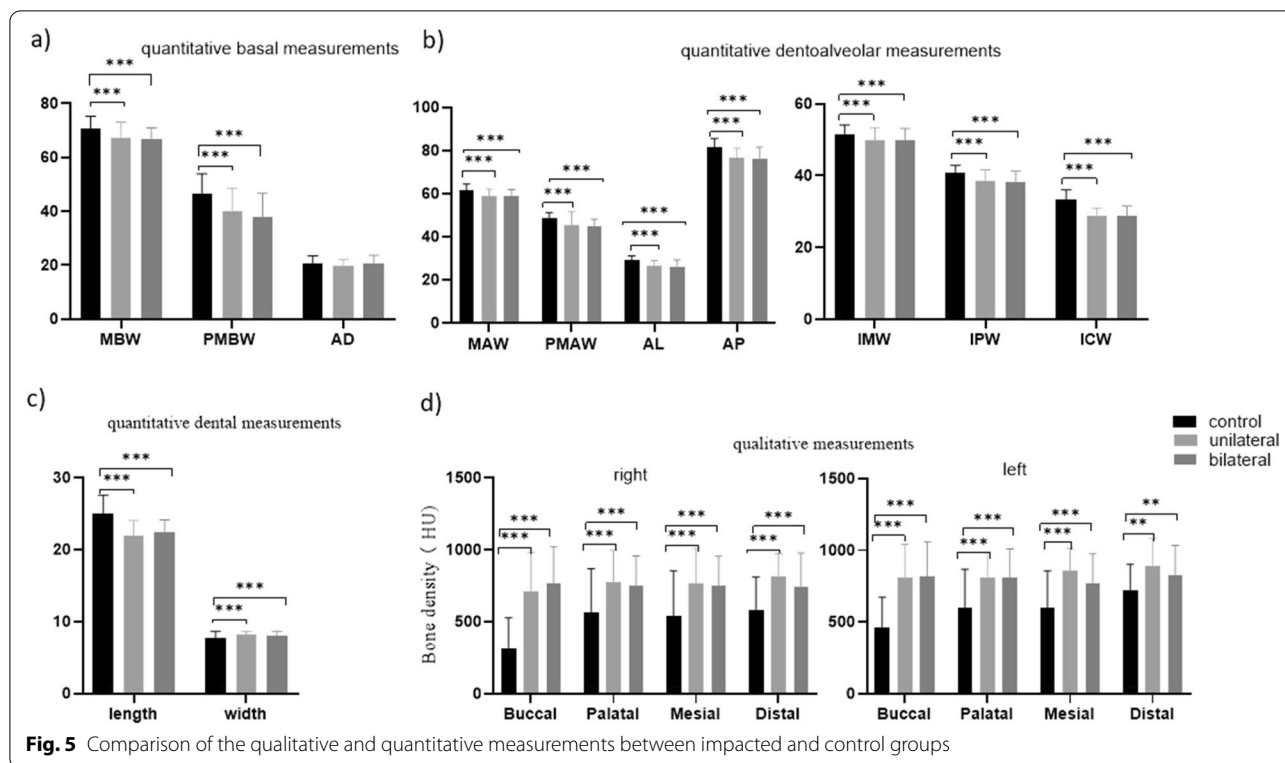 a)
quantitative basal measurements
*** *** *** ***
80
60
40
20
0
MBW PMBW AD
b)
quantitative dentoalveolar measurements
*** *** *** *** *** *** *** ***
100
80
60
40
20
0
MAW PMAW AL AP
*** *** *** *** *** ***
60
40
20
0
IMW IPW ICW
c)
quantitative dental measurements
*** *** *** ***
30
20
10
0
length width
d)
qualitative measurements
control
unilateral
bilateral
right
Bone density ( HU)
*** *** *** *** *** *** *** ***
1500
1000
500
0
Buccal Palatal Mesial Distal
left
*** *** *** *** *** *** ** **
1500
1000
500
0
Buccal Palatal Mesial Distal
Fig. 5 Comparison of the qualitative and quantitative measurements between impacted and control groups